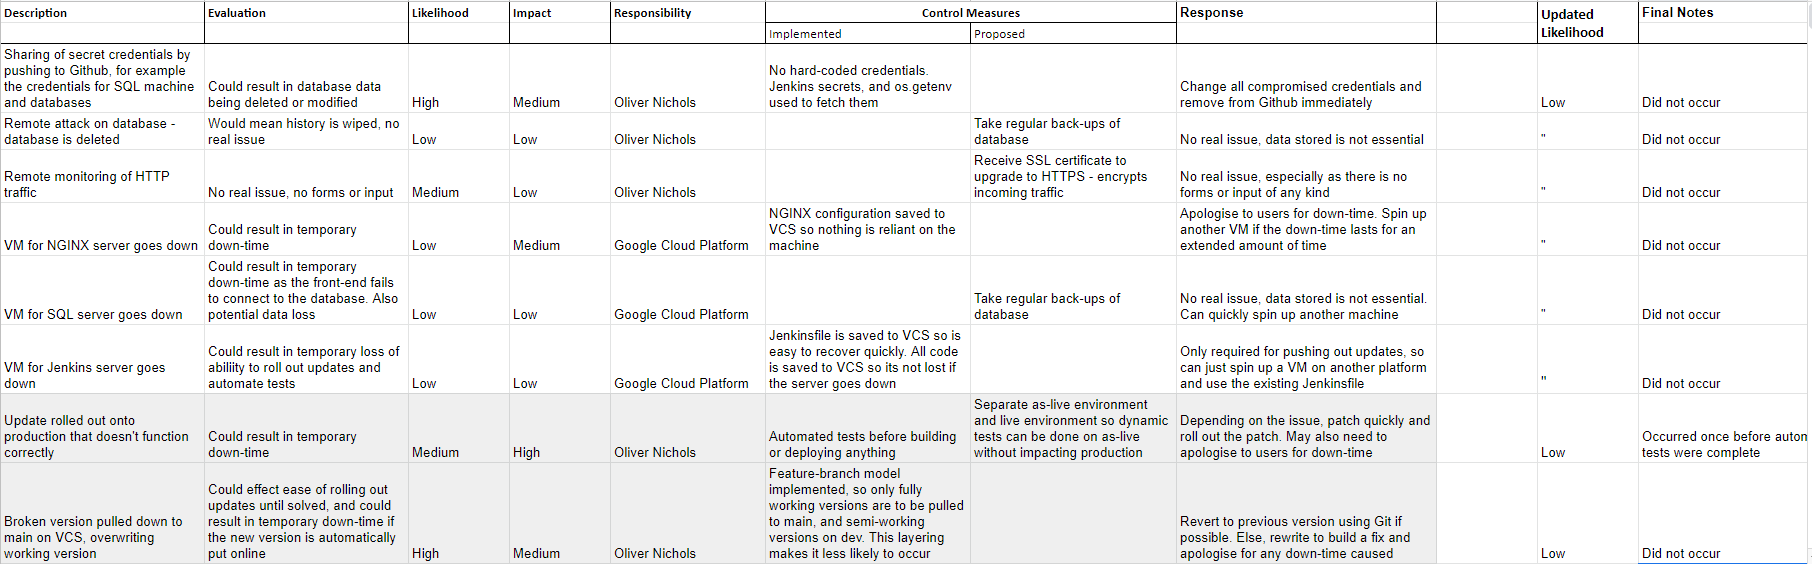 Description Evaluation Likelihood Impact Responsibility Control Measures Response Updated Likelihood Final Notes
Implemented Proposed
Sharing of secret credentials by
pushing to Github, for example
the credentials for SQL machine
and databases
Could result in database data
being deleted or modified
High
Medium
Oliver Nichols
No hard-coded credentials.
Jenkins secrets, and os.getenv
used to fetch them
Change all compromised credentials and
remove from Github immediately
Low
Did not occur
Remote attack on database -
database is deleted
Would mean history is wiped, no
real issue
Low
Low
Oliver Nichols
Take regular back-ups of
database
No real issue, data stored is not essential
"
Did not occur
Remote monitoring of HTTP
traffic
No real issue, no forms or input
Medium
Low
Oliver Nichols
Receive SSL certificate to
upgrade to HTTPS - encrypts
incoming traffic
No real issue, especially as there is no
forms or input of any kind
"
Did not occur
VM for NGINX server goes down
Could result in temporary
down-time
Low
Medium
Google Cloud Platform
NGINX configuration saved to
VCS so nothing is reliant on the
machine
Apologise to users for down-time. Spin up
another VM if the down-time lasts for an
extended amount of time
"
Did not occur
VM for SQL server goes down
Could result in temporary
down-time as the front-end fails
to connect to the database. Also
potential data loss
Low
Low
Google Cloud Platform
Take regular back-ups of
database
No real issue, data stored is not essential.
Can quickly spin up another machine
"
Did not occur
VM for Jenkins server goes
down
Could result in temporary loss of
abiliity to roll out updates and
automate tests
Low
Low
Google Cloud Platform
Jenkinsfile is saved to VCS so is
easy to recover quickly. All code
is saved to VCS so its not lost if
the server goes down
Only required for pushing out updates, so
can just spin up a VM on another platform
and use the existing Jenkinsfile
"
Did not occur
Update rolled out onto
production that doesn't function
correctly
Could result in temporary
down-time
Medium
High
Oliver Nichols
Automated tests before building
or deploying anything
Separate as-live environment
and live environment so dynamic
tests can be done on as-live
without impacting production
Depending on the issue, patch quickly and
roll out the patch. May also need to
apologise to users for down-time
Low
Occurred once before autom
tests were complete
Broken version pulled down to
main on VCS, overwriting
working version
Could effect ease of rolling out
updates until solved, and could
result in temporary down-time if
the new version is automatically
put online
High
Medium
Oliver Nichols
Feature-branch model
implemented, so only fully
working versions are to be pulled
to main, and semi-working
versions on dev. This layering
makes it less likely to occur
Revert to previous version using Git if
possible. Else, rewrite to build a fix and
apologise for any down-time caused
Low
Did not occur